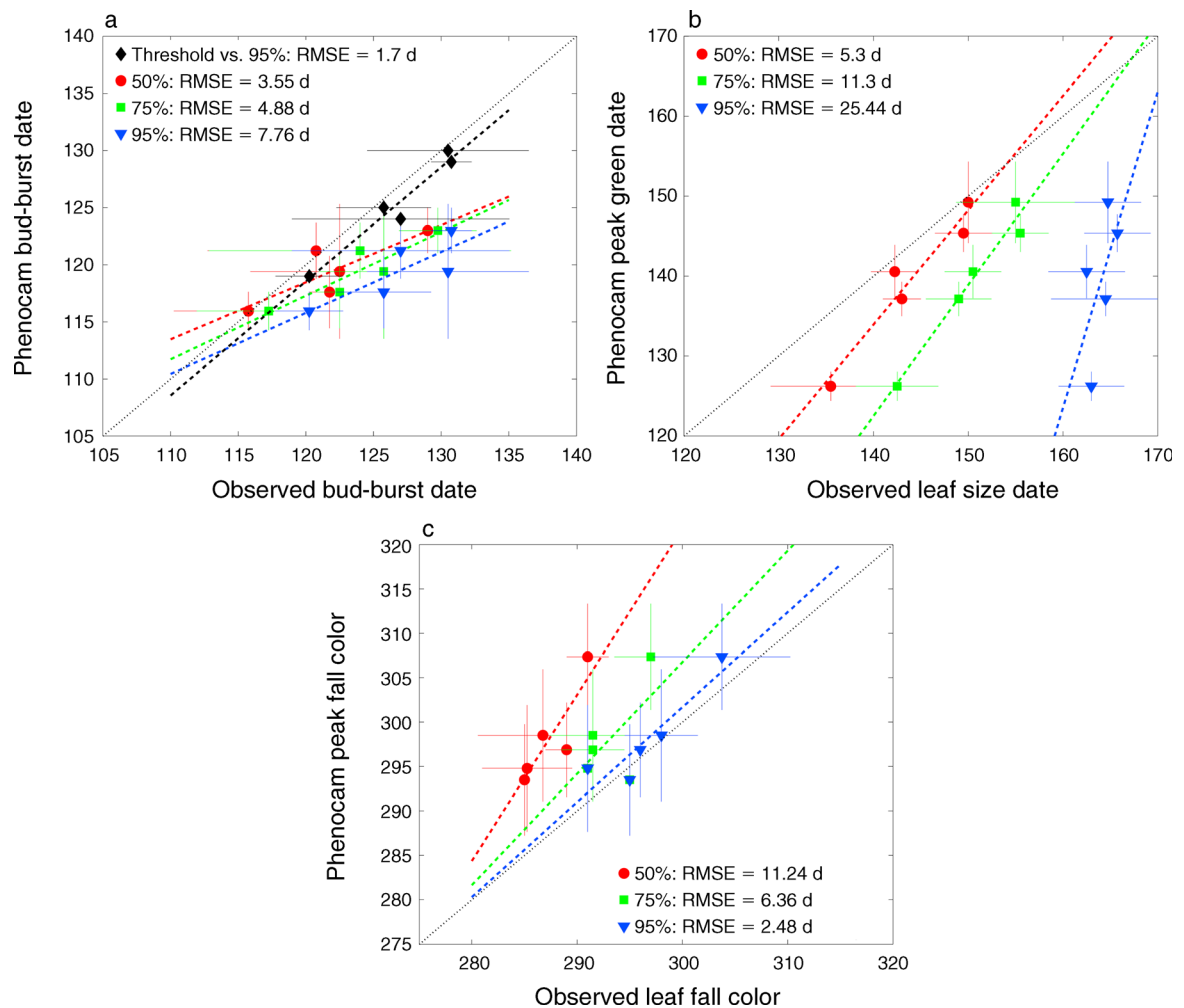 a
Threshold vs. 95%: RMSE = 1.7 d
50%: RMSE = 3.55 d
75%: RMSE = 4.88 d
95%: RMSE = 7.76 d
Phenocam bud-burst date
140
135
130
125
120
115
110
105
105 110 115 120 125 130 135 140
Observed bud-burst date
b
50%: RMSE = 5.3 d
75%: RMSE = 11.3 d
95%: RMSE = 25.44 d
Phenocam peak green date
170
160
150
140
130
120
120 130 140 150 160 170
Observed leaf size date
c
Phenocam peak fall color
320
315
310
305
300
295
290
285
280
275
50%: RMSE = 11.24 d
75%: RMSE = 6.36 d
95%: RMSE = 2.48 d
280 290 300 310 320
Observed leaf fall color